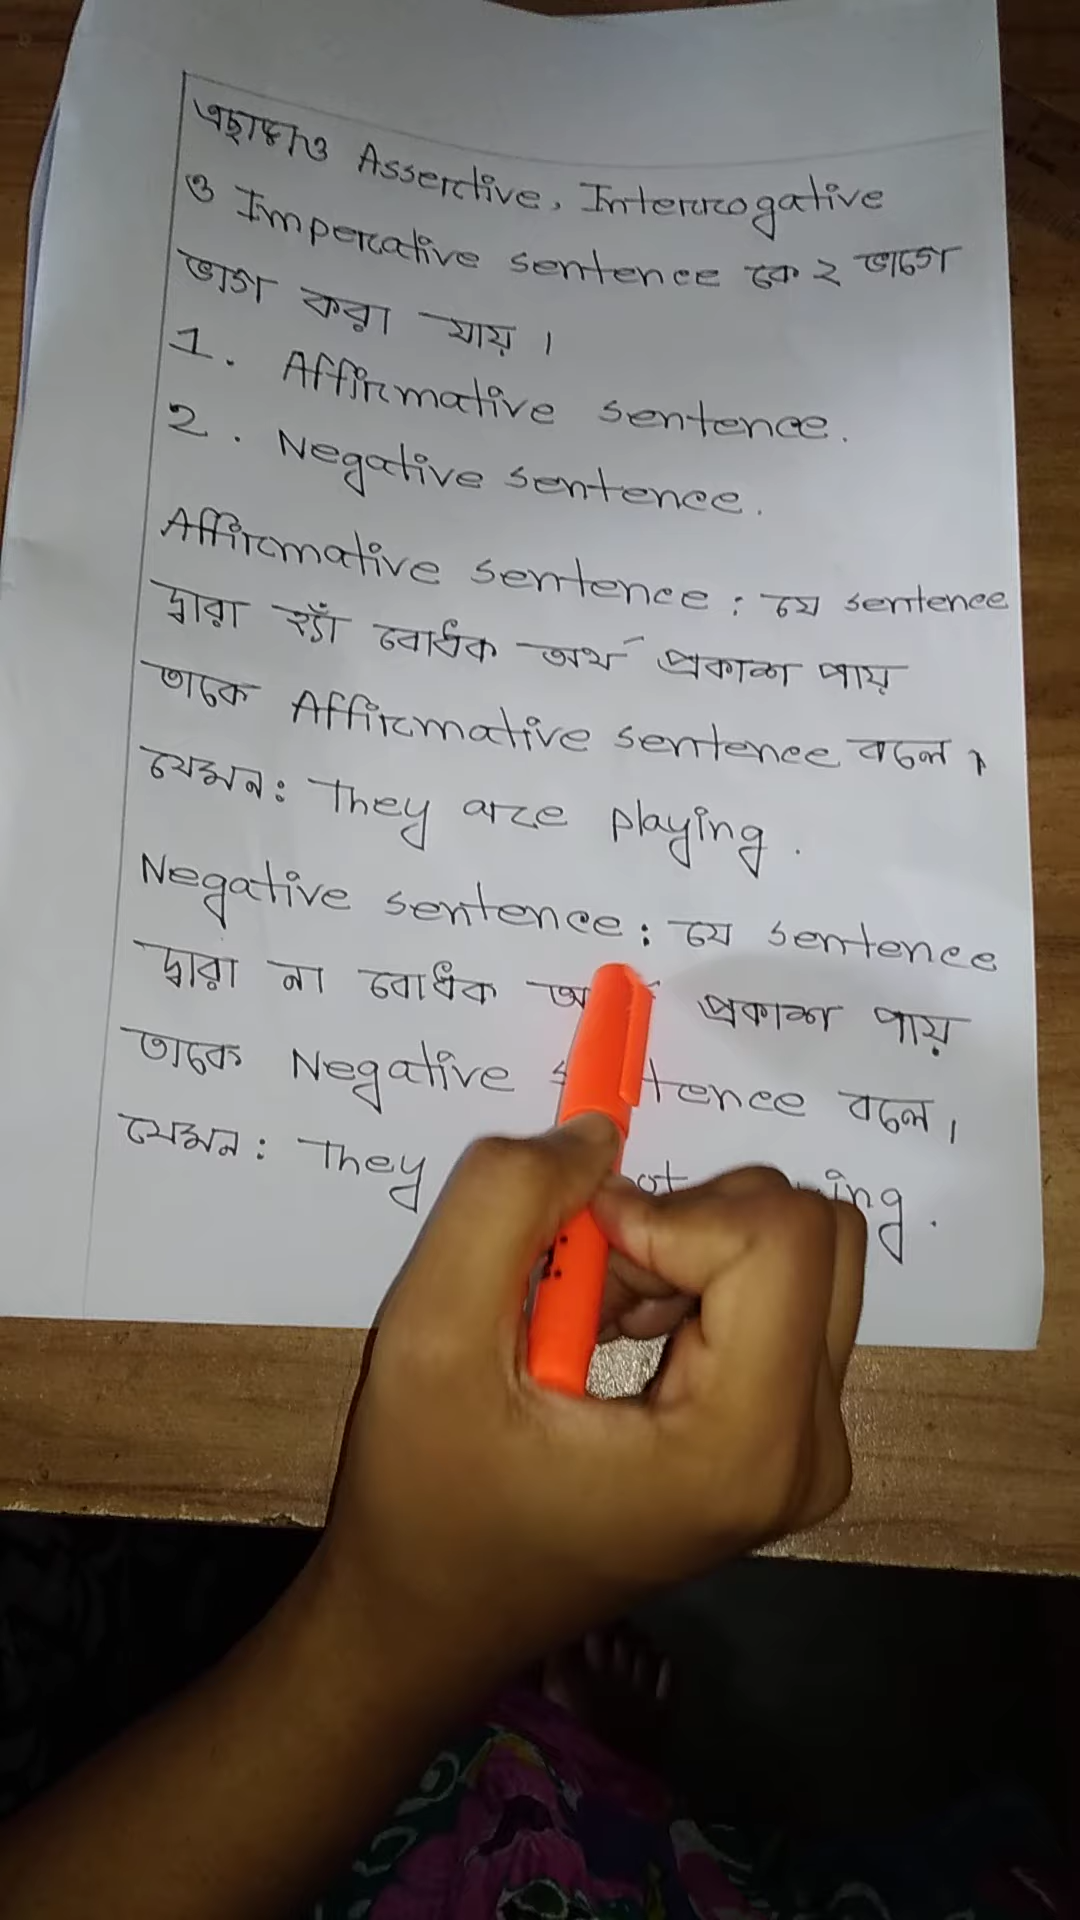 এছাড়াও Assertive, Interrogative
ও Imperative sentence কে ২ ভাগে
ভাগ করা যায়।
1. Affirmative sentence.
2. Negative sentence.
Affirmative sentence: যে sentence
দ্বারা হ্যাঁ বোধক অর্থ প্রকাশ পায়
তাকে Affirmative sentence বলে।
যেমন: They are playing.
Negative sentence: যে sentence
দ্বারা না বোধক প্রকাশ পায়
তাকে Negative বলে।
যেমন: They